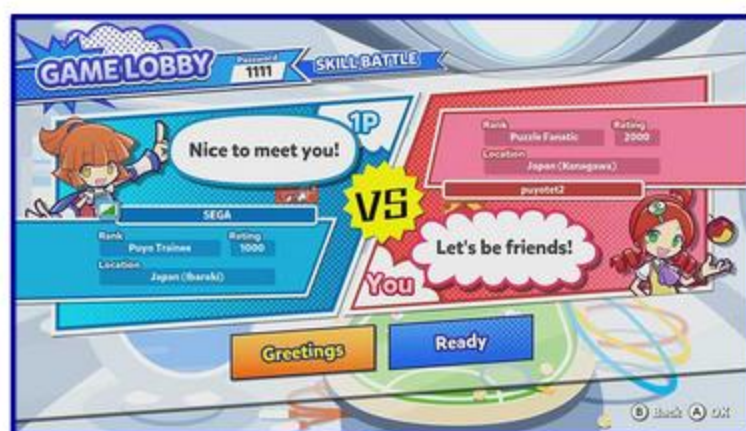 GAME LOBBY
Password
1111
SKILL BATTLE
1P
Nice to meet you!
SEGA
Rank
Puyo Trainee
Rating
1000
Location
Japan (Ibaraki)
VS
Rank
Puzzle Fanatic
Rating
2000
Location
Japan (Kanagawa)
puyotet2
Let's be friends!
You
Greetings
Ready
B Back A OK